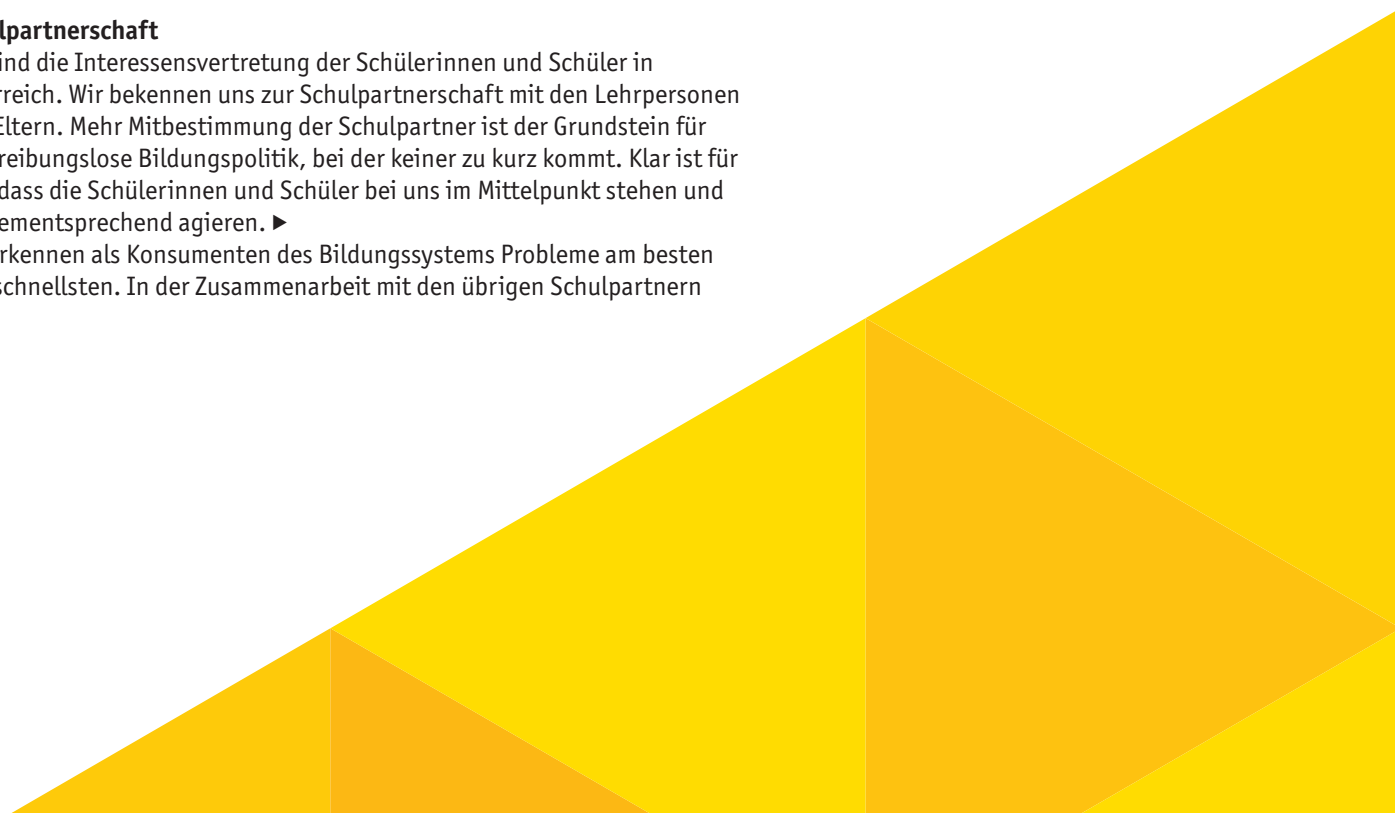 lpartnerschaft
ind die Interessensvertretung der Schülerinnen und Schüler in
rreich. Wir bekennen uns zur Schulpartnerschaft mit den Lehrpersonen
Eltern. Mehr Mitbestimmung der Schulpartner ist der Grundstein für
reibungslose Bildungspolitik, bei der keiner zu kurz kommt. Klar ist für
dass die Schülerinnen und Schüler bei uns im Mittelpunkt stehen und
ementsprechend agieren. ▶
rkennen als Konsumenten des Bildungssystems Probleme am besten
schnellsten. In der Zusammenarbeit mit den übrigen Schulpartnern